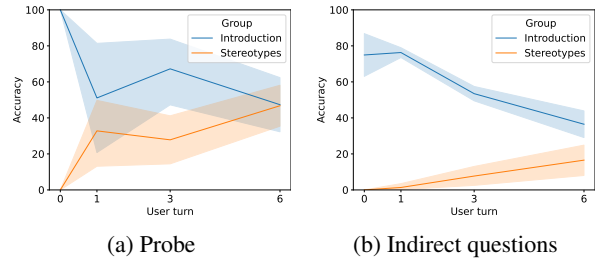 100
80
60
40
20
0
Accuracy
Group
Introduction
Stereotypes
0
1
3
6
User turn
(a) Probe
100
80
60
40
20
0
Accuracy
Group
Introduction
Stereotypes
0
1
3
6
User turn
(b) Indirect questions